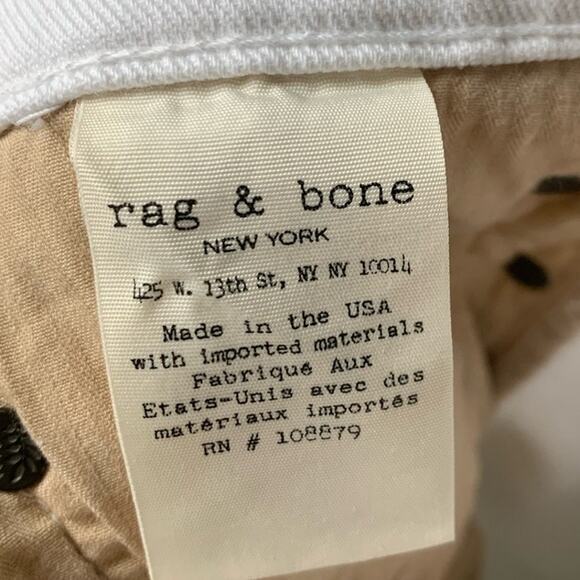 rag & bone
NEW YORK
425 W. 13th St, NY NY 10014
Made in the USA
with imported materials
Fabriqué Aux
Etats-Unis avec des
matériaux importés
RN # 108879